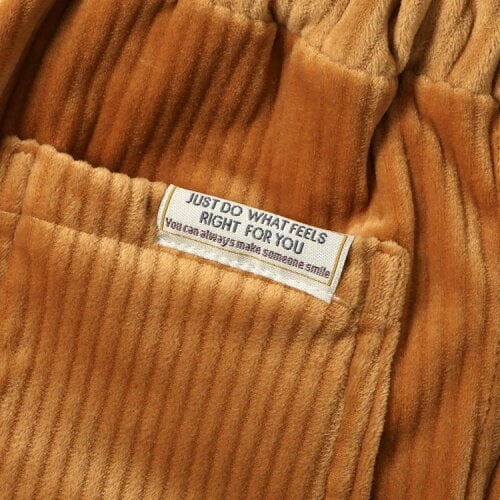 JUST DO WHAT FEELS
RIGHT FOR YOU
You can always make someone smile